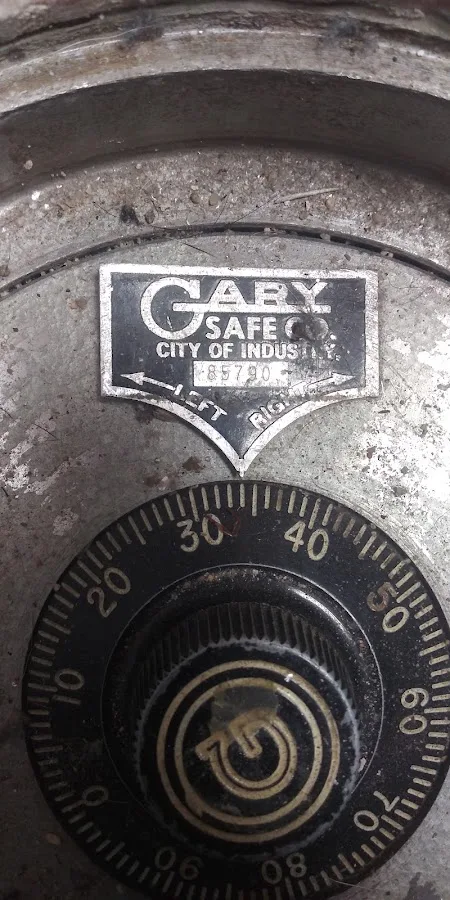 GARY
SAFE CO.
CITY OF INDUSTRY,
85790
LEFT RIGHT
30 40
20 50
10 60
0 70
90 80